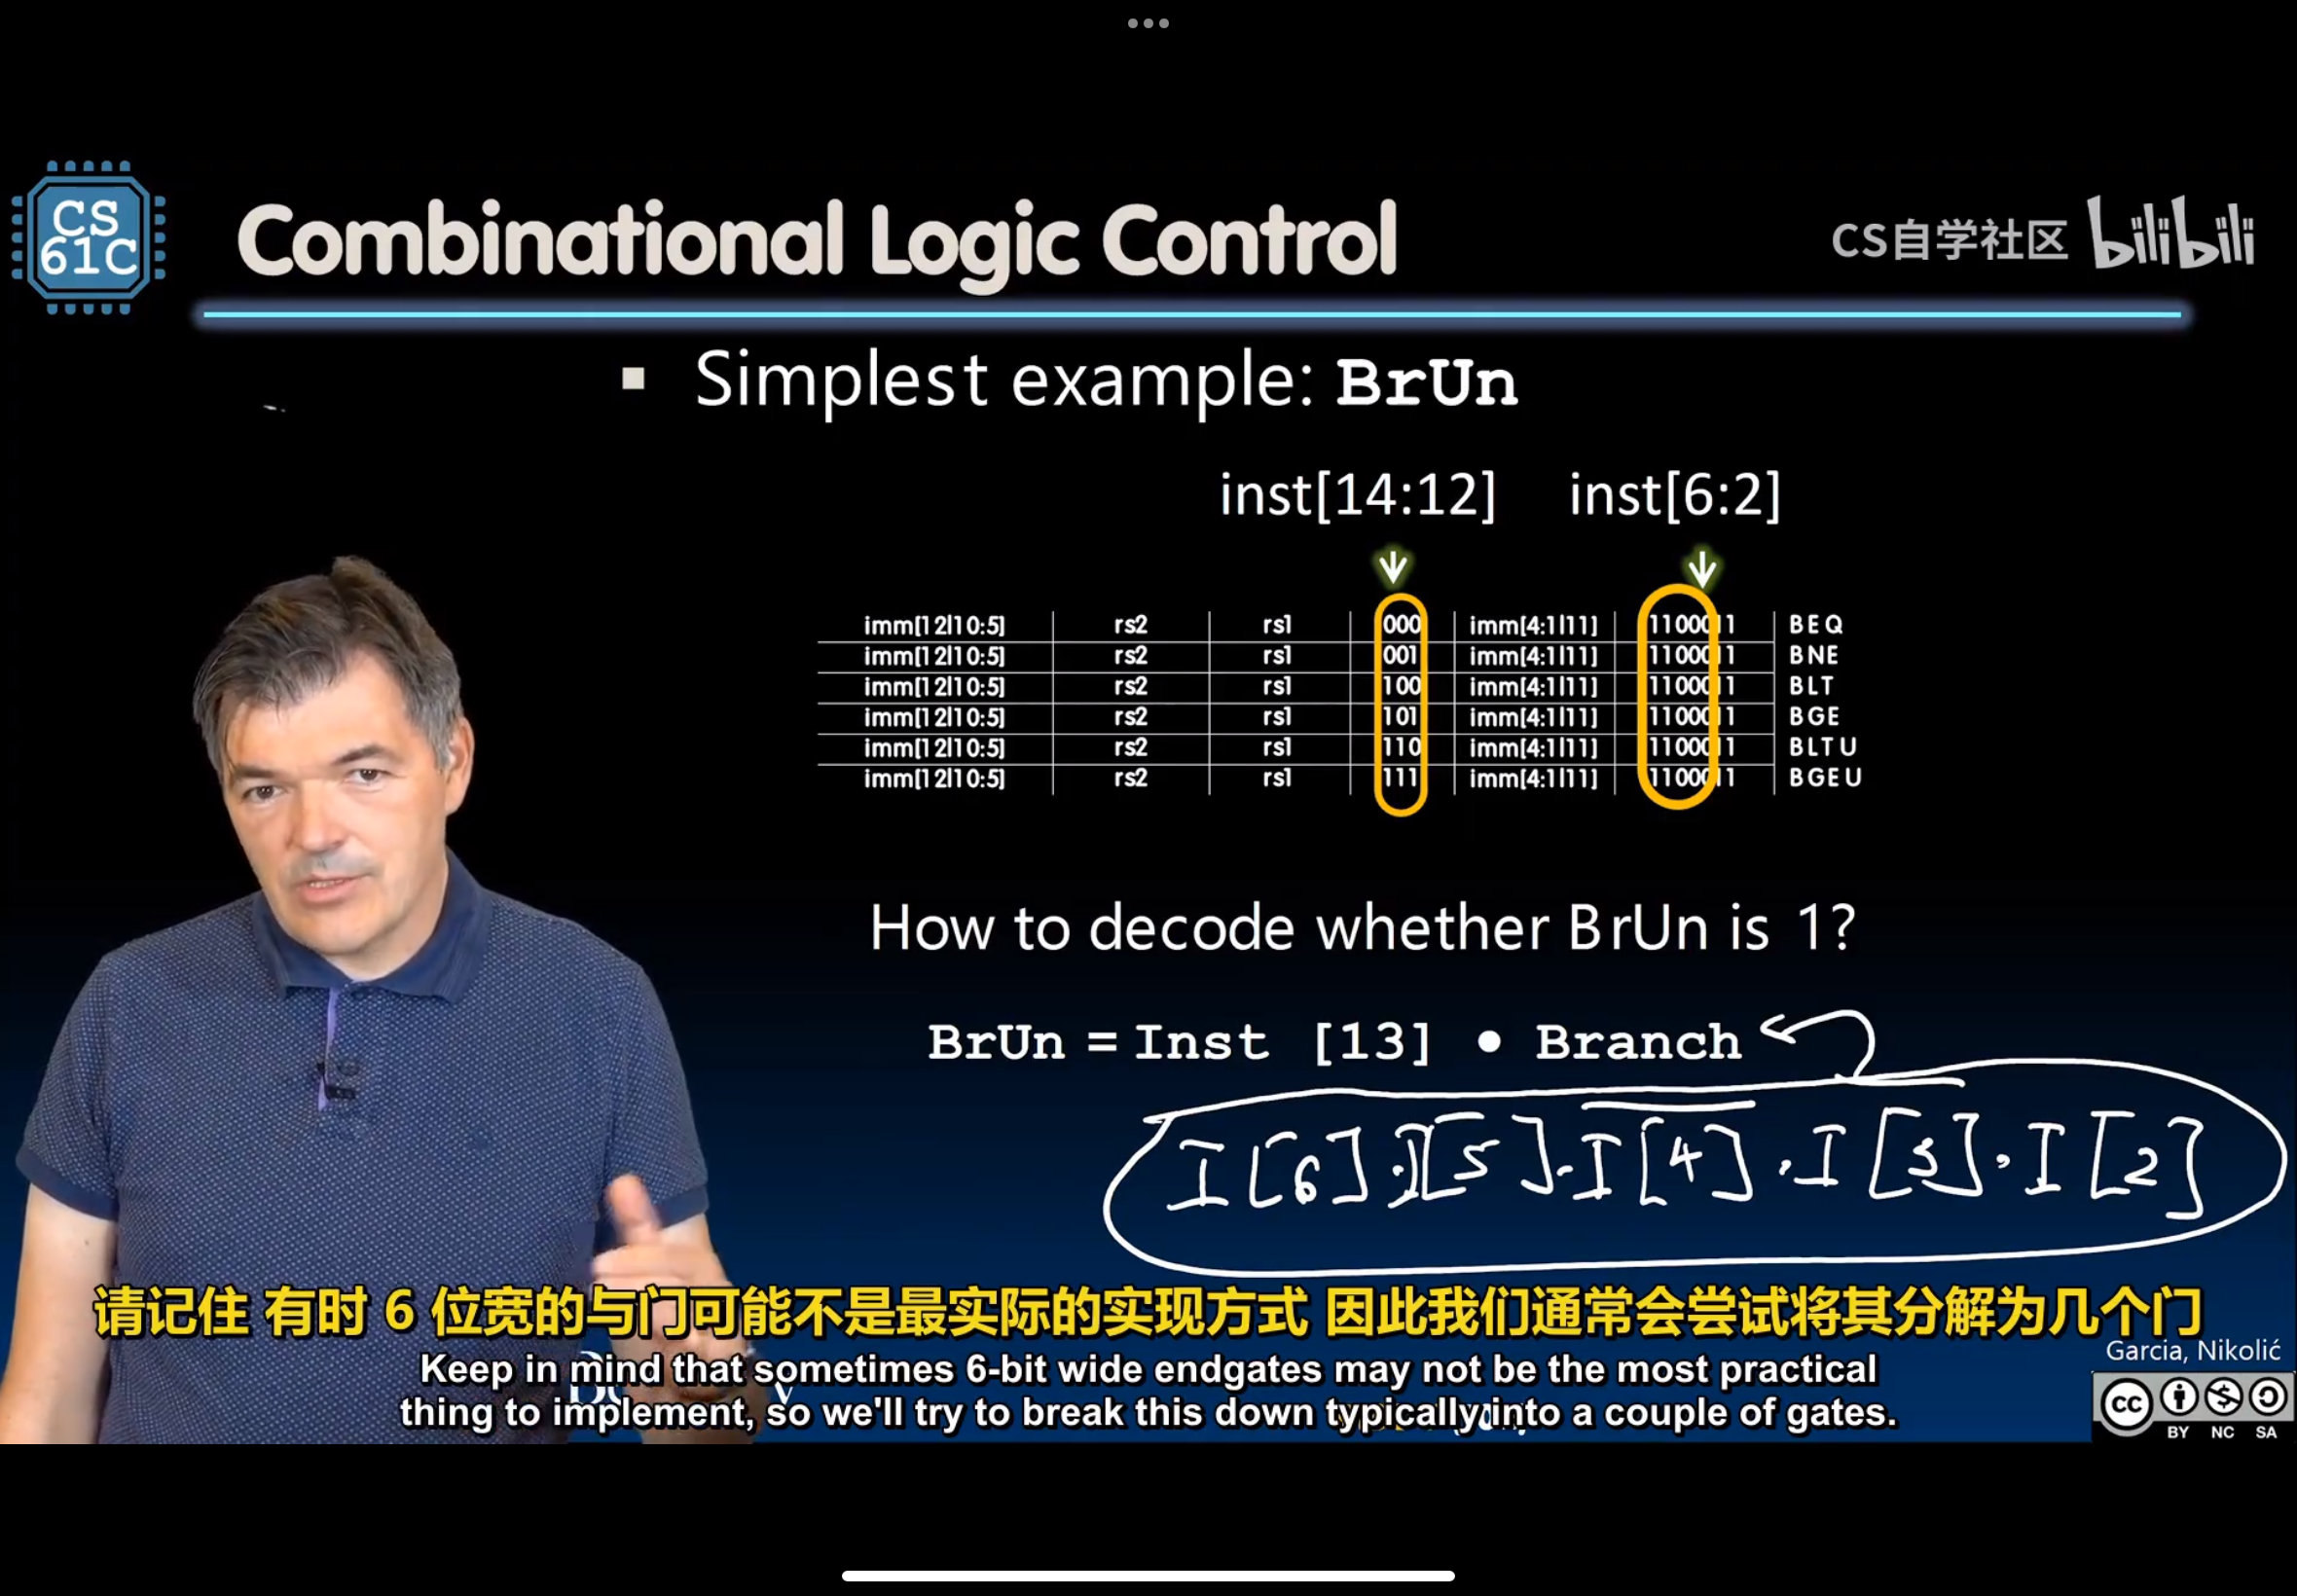 CS
61C
Combinational Logic Control
CS自学社区 bilibili
▪ Simplest example: BrUn
inst[14:12] inst[6:2]
imm[12|10:5] rs2 rs1 000 imm[4:1|11] 1100011 BEQ
imm[12|10:5] rs2 rs1 001 imm[4:1|11] 1100011 BNE
imm[12|10:5] rs2 rs1 100 imm[4:1|11] 1100011 BLT
imm[12|10:5] rs2 rs1 101 imm[4:1|11] 1100011 BGE
imm[12|10:5] rs2 rs1 110 imm[4:1|11] 1100011 BLTU
imm[12|10:5] rs2 rs1 111 imm[4:1|11] 1100011 BGEU
How to decode whether BrUn is 1?
BrUn = Inst [13] • Branch
I[6]·I[5]·I[4]·I[3]·I[2]
请记住 有时 6 位宽的与门可能不是最实际的实现方式 因此我们通常会尝试将其分解为几个门
Keep in mind that sometimes 6-bit wide endgates may not be the most practical
thing to implement, so we'll try to break this down typically into a couple of gates.
Garcia, Nikolić
cc
BY NC SA